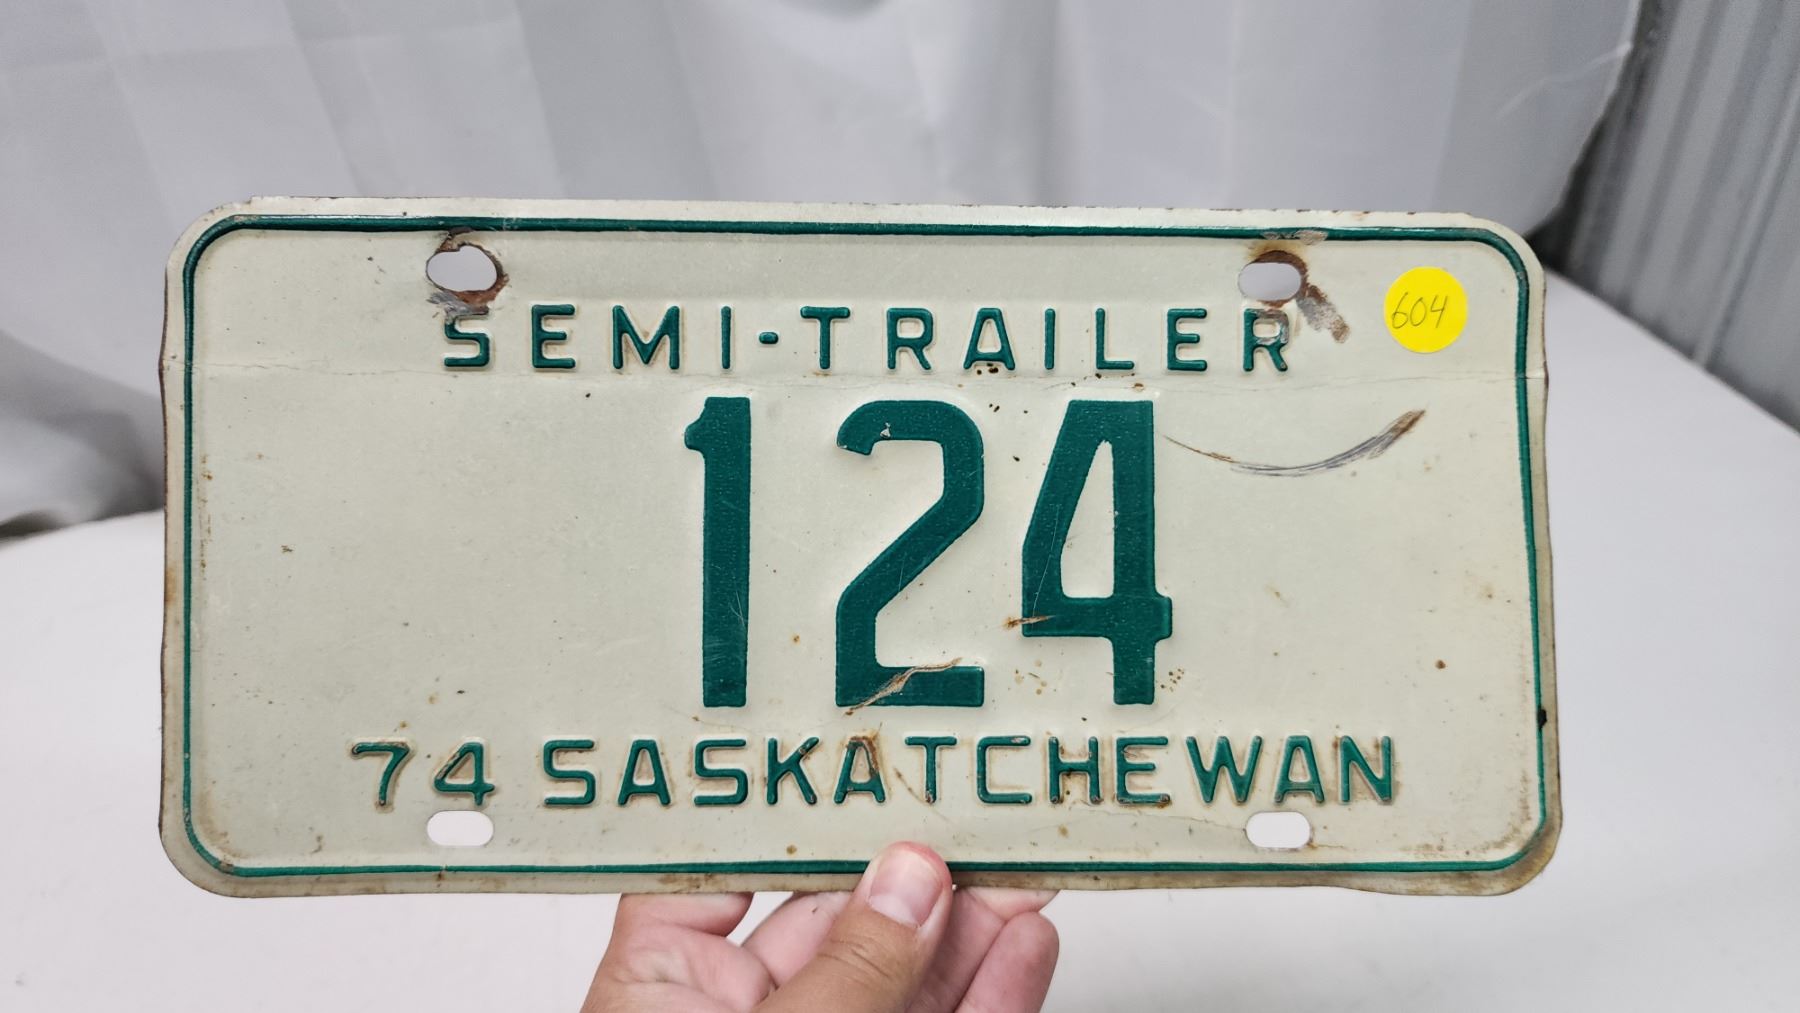 SEMI-TRAILER
604
124
74 SASKATCHEWAN